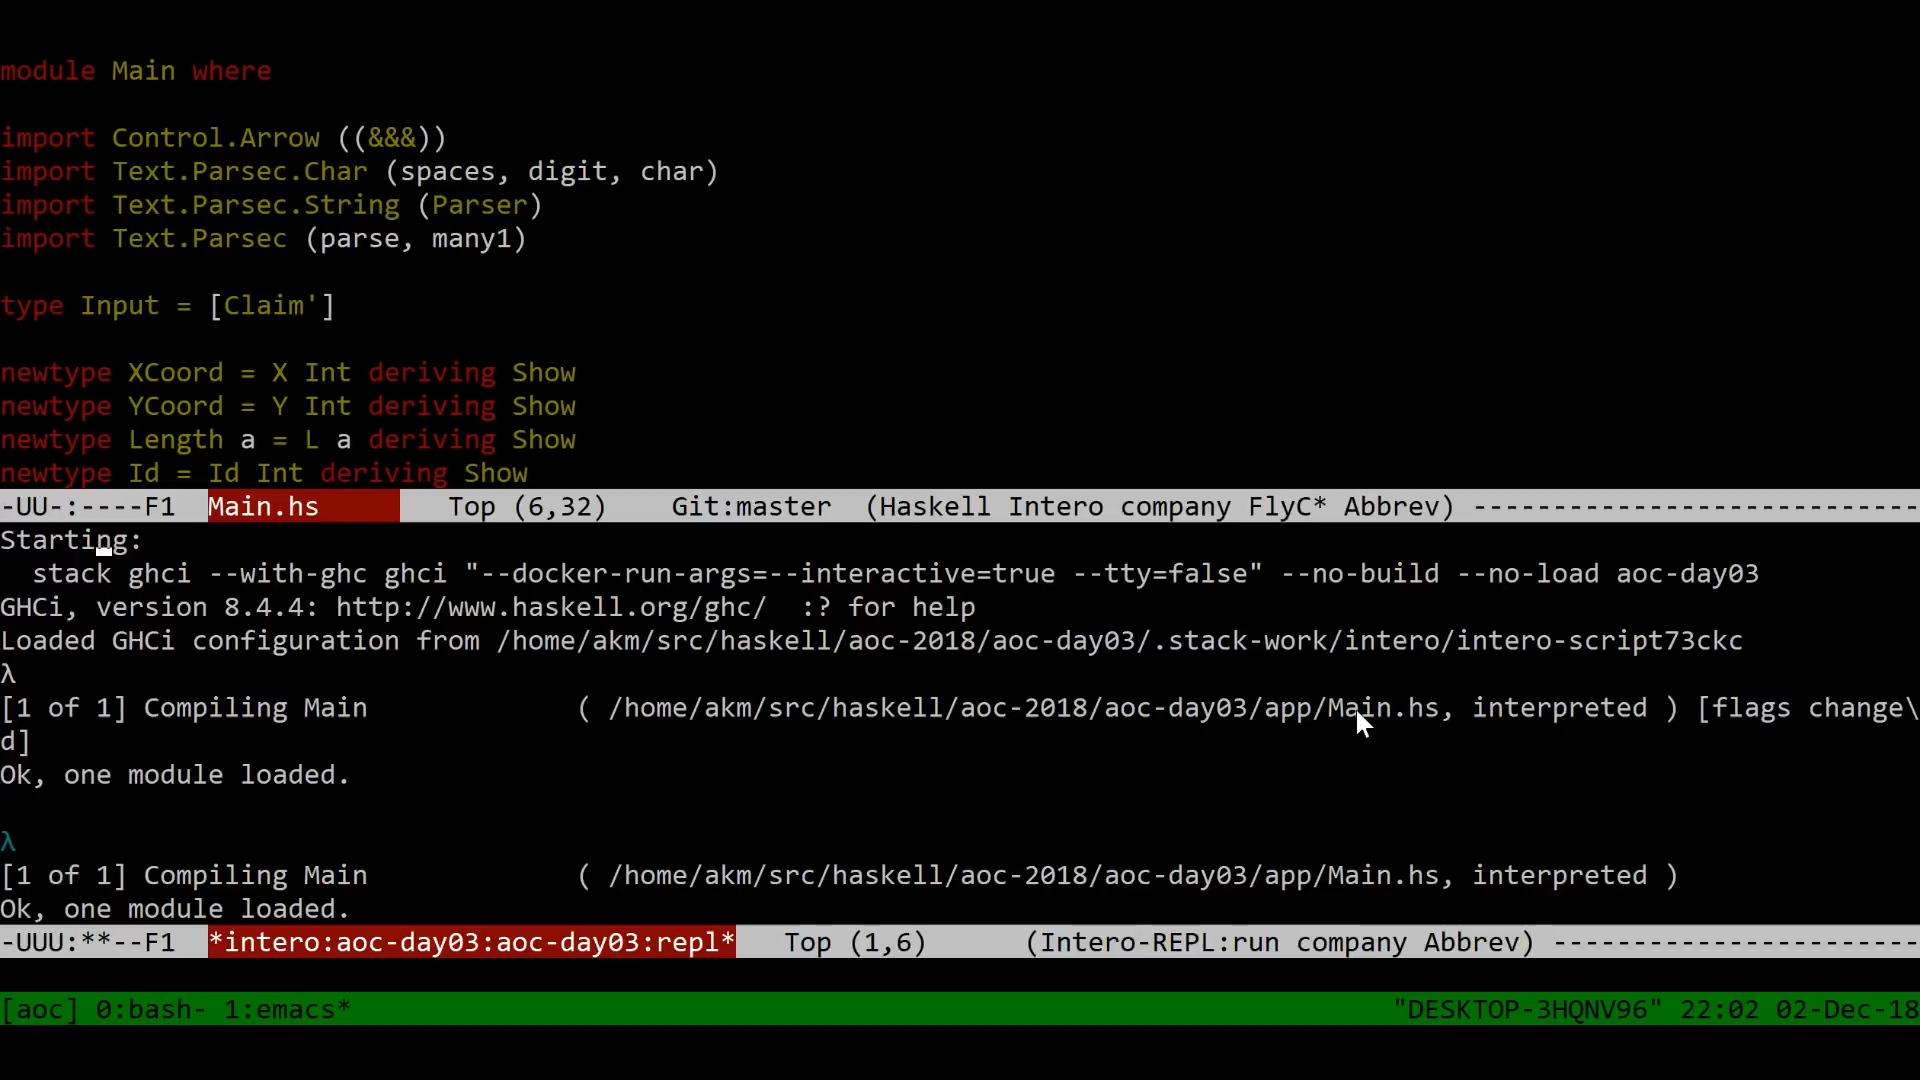 module Main where
import Control.Arrow ((&&&))
import Text.Parsec.Char (spaces, digit, char)
import Text.Parsec.String (Parser)
import Text.Parsec (parse, many1)
type Input = [Claim']
newtype XCoord = X Int deriving Show
newtype YCoord = Y Int deriving Show
newtype Length a = L a deriving Show
newtype Id = Id Int deriving Show
-UU-:----F1  Main.hs        Top (6,32)    Git:master  (Haskell Intero company FlyC* Abbrev) ----------------------------
Starting:
  stack ghci --with-ghc ghci "--docker-run-args=--interactive=true --tty=false" --no-build --no-load aoc-day03
GHCi, version 8.4.4: http://www.haskell.org/ghc/  :? for help
Loaded GHCi configuration from /home/akm/src/haskell/aoc-2018/aoc-day03/.stack-work/intero/intero-script73ckc
λ
[1 of 1] Compiling Main             ( /home/akm/src/haskell/aoc-2018/aoc-day03/app/Main.hs, interpreted ) [flags change\
d]
Ok, one module loaded.
λ
[1 of 1] Compiling Main             ( /home/akm/src/haskell/aoc-2018/aoc-day03/app/Main.hs, interpreted )
Ok, one module loaded.
-UUU:**--F1  *intero:aoc-day03:aoc-day03:repl*   Top (1,6)      (Intero-REPL:run company Abbrev) -----------------------
[aoc] 0:bash- 1:emacs*                                                                 "DESKTOP-3HQNV96" 22:02 02-Dec-18